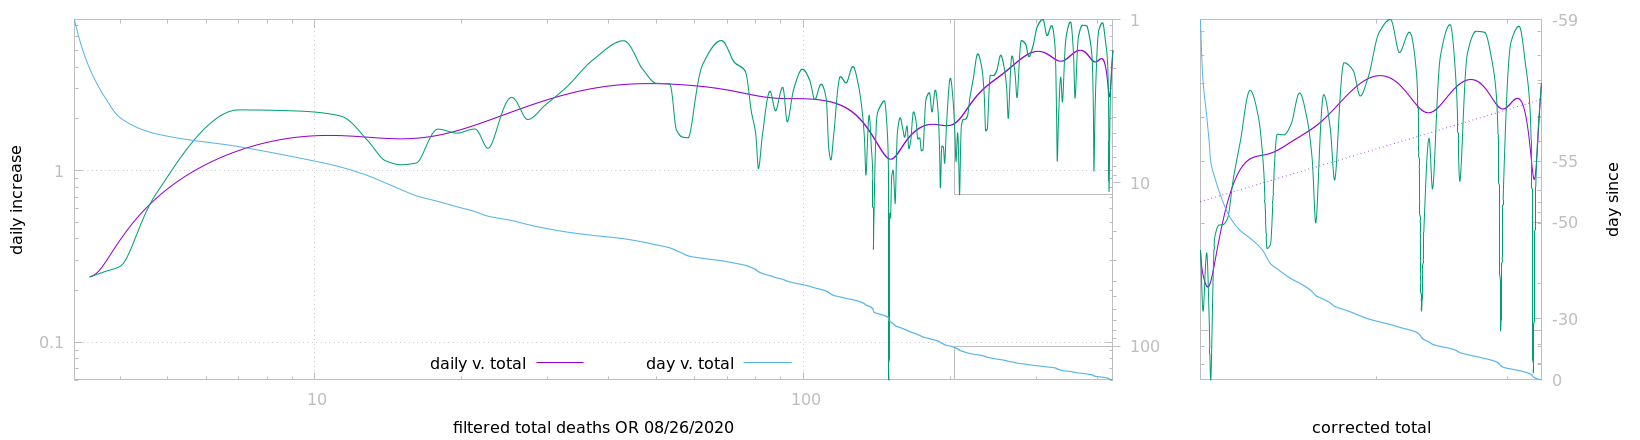 1
-59
daily increase
1
10
-55
-50
day since
-30
0.1
100
daily v. total
day v. total
0
10
100
filtered total deaths OR 08/26/2020
corrected total